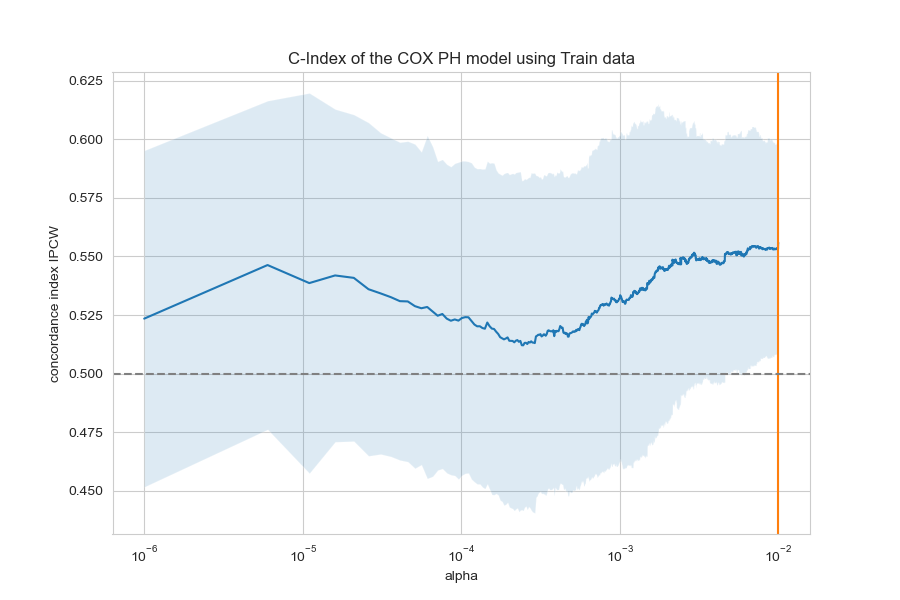 C-Index of the COX PH model using Train data
concordance index IPCW
0.625
0.600
0.575
0.550
0.525
0.500
0.475
0.450
10⁻⁶ 10⁻⁵ 10⁻⁴ 10⁻³ 10⁻²
alpha